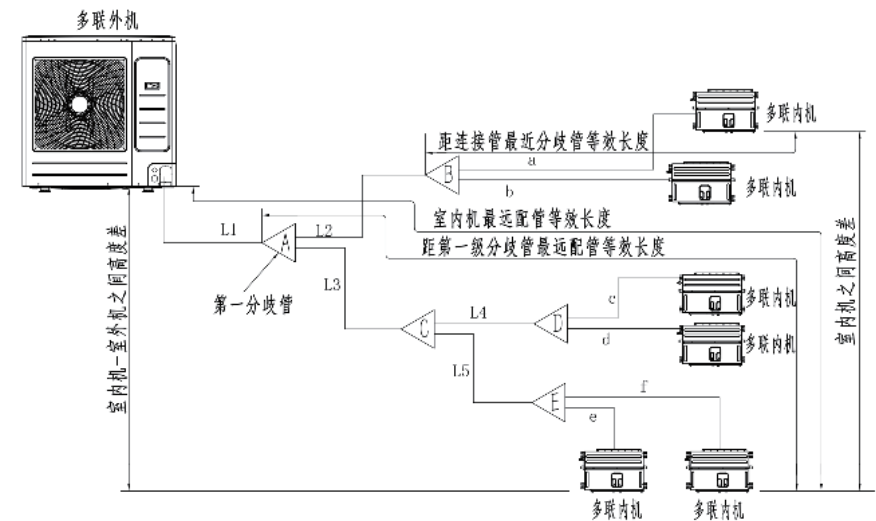 多联外机
多联内机
距连接管最近分歧管等效长度
a
B
b
多联内机
室内机最远配管等效长度
L1
L2
A
距第一级分歧管最远配管等效长度
L3
第一分歧管
c
多联内机
L4
C
D
d
多联内机
L5
f
E
e
多联内机
多联内机
室内机-室外机之间高度差
室内机之间高度差